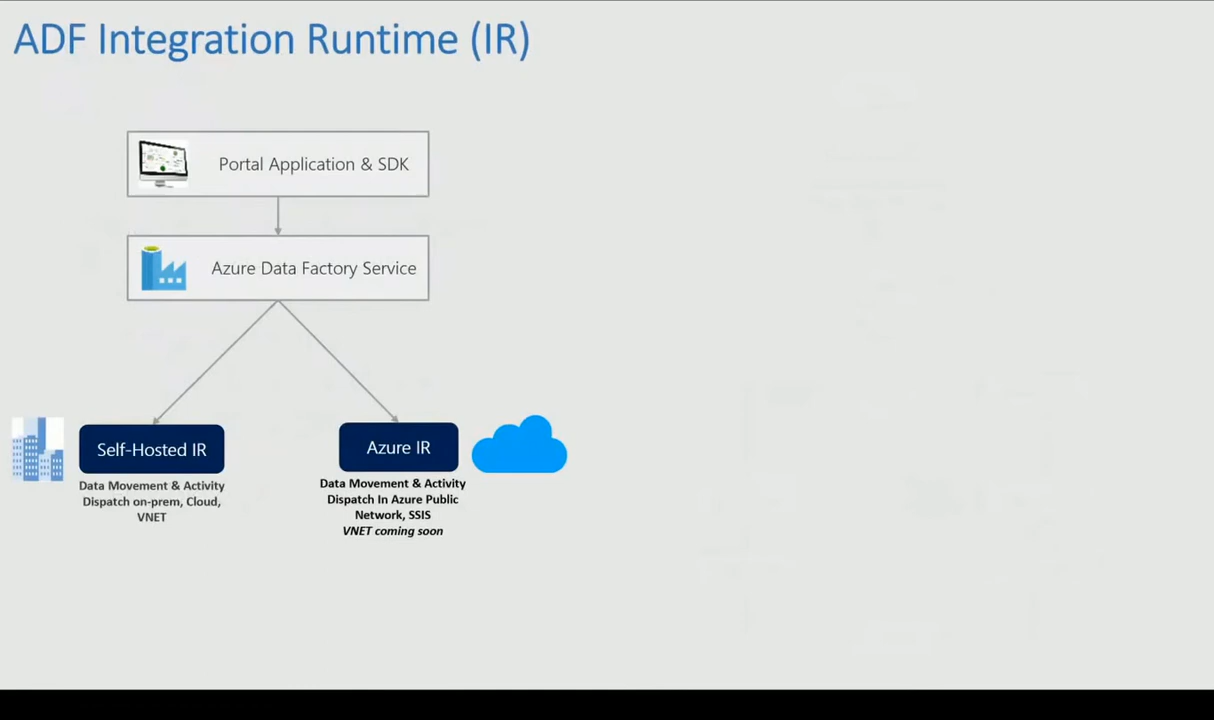 ADF Integration Runtime (IR)
Portal Application & SDK
Azure Data Factory Service
Self-Hosted IR
Data Movement & Activity
Dispatch on-prem, Cloud,
VNET
Azure IR
Data Movement & Activity
Dispatch In Azure Public
Network, SSIS
VNET coming soon